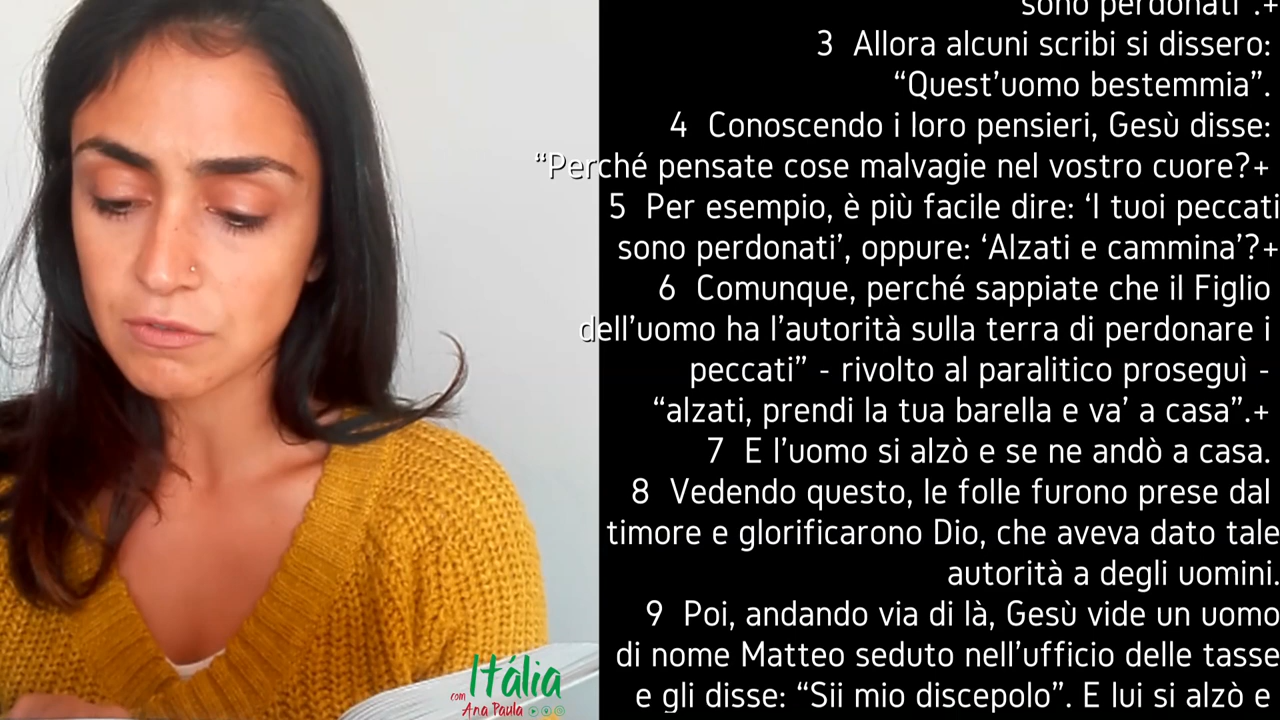 sono perdonati".+
3 Allora alcuni scribi si dissero:
“Quest’uomo bestemmia”.
4 Conoscendo i loro pensieri, Gesù disse:
“Perché pensate cose malvagie nel vostro cuore?+
5 Per esempio, è più facile dire: ‘I tuoi peccati
sono perdonati’, oppure: ‘Alzati e cammina’?+
6 Comunque, perché sappiate che il Figlio
dell’uomo ha l’autorità sulla terra di perdonare i
peccati” - rivolto al paralitico proseguì -
“alzati, prendi la tua barella e va’ a casa”.+
7 E l’uomo si alzò e se ne andò a casa.
8 Vedendo questo, le folle furono prese dal
timore e glorificarono Dio, che aveva dato tale
autorità a degli uomini.
9 Poi, andando via di là, Gesù vide un uomo
di nome Matteo seduto nell’ufficio delle tasse
e gli disse: “Sii mio discepolo”. E lui si alzò e
Itália
com
Ana Paula